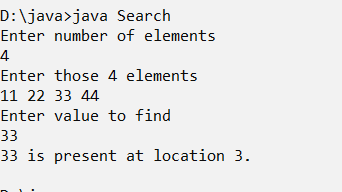 D:\java>java Search
Enter number of elements
4
Enter those 4 elements
11 22 33 44
Enter value to find
33
33 is present at location 3.